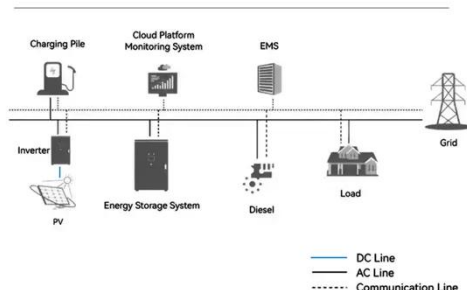 Charging Pile
Cloud Platform
Monitoring System
EMS
Grid
Inverter
PV
Energy Storage System
Diesel
Load
DC Line
AC Line
Communication Line